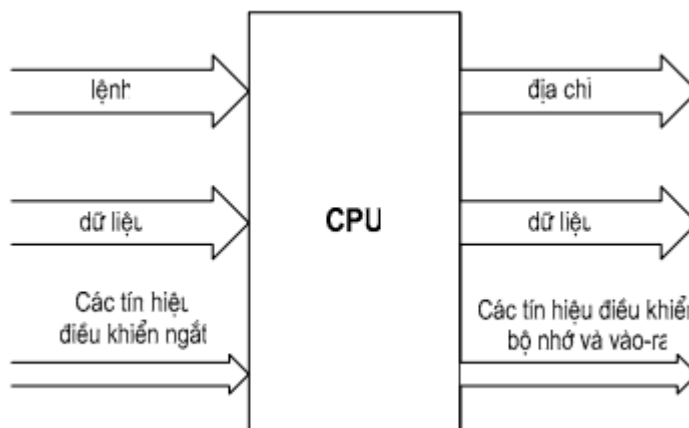 lệnh
địa chỉ
dữ liệu
CPU
dữ liệu
Các tín hiệu
điều khiển ngắt
Các tín hiệu điều khiển
bộ nhớ và vào-ra